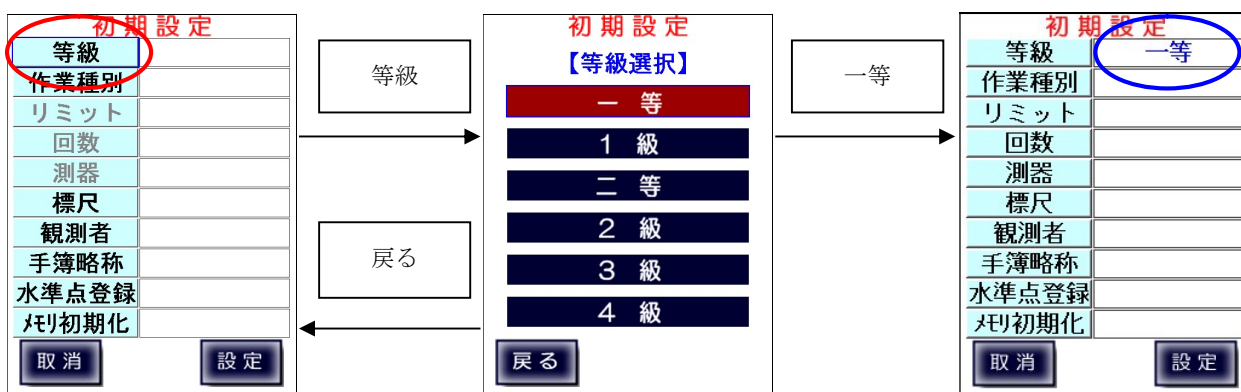 初期設定
等級
作業種別
リミット
回数
測器
標尺
観測者
手簿略称
水準点登録
ﾒﾓﾘ初期化
取消
設定
等級
戻る
初期設定
【等級選択】
一 等
1 級
二 等
2 級
3 級
4 級
戻る
一等
初期設定
等級 一等
作業種別
リミット
回数
測器
標尺
観測者
手簿略称
水準点登録
ﾒﾓﾘ初期化
取消
設定